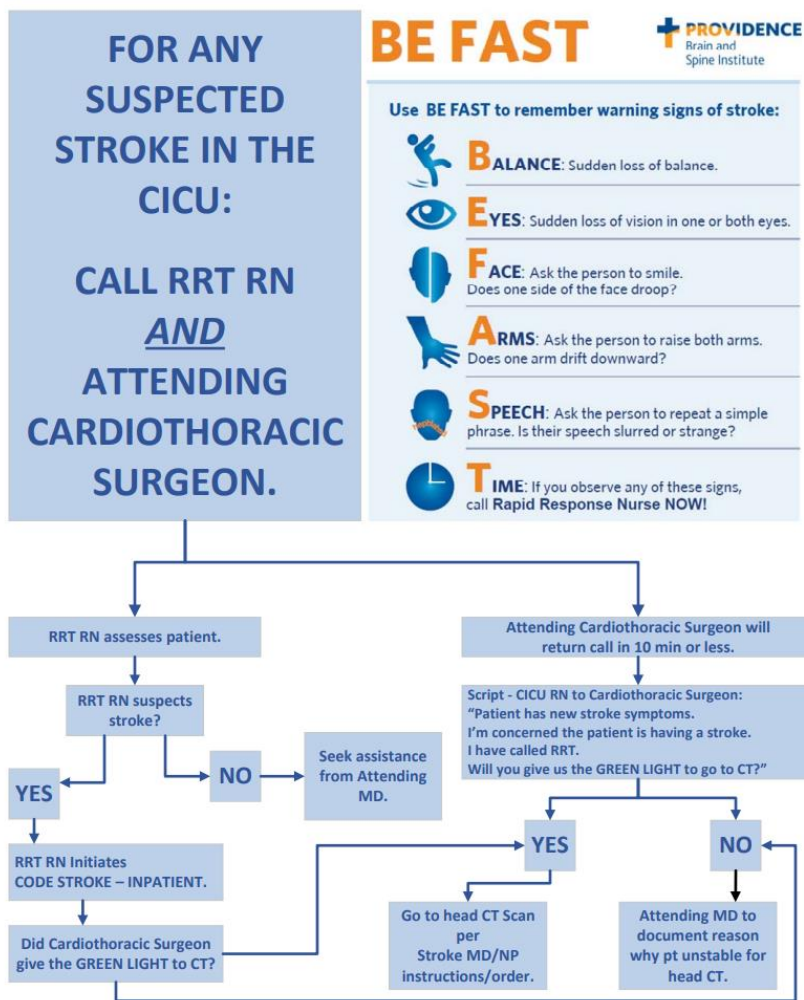 FOR ANY
SUSPECTED
STROKE IN THE
CICU:
CALL RRT RN
AND
ATTENDING
CARDIOTHORACIC
SURGEON.
BE FAST
PROVIDENCE
Brain and
Spine Institute
Use BE FAST to remember warning signs of stroke:
BALANCE: Sudden loss of balance.
EYES: Sudden loss of vision in one or both eyes.
FACE: Ask the person to smile.
Does one side of the face droop?
ARMS: Ask the person to raise both arms.
Does one arm drift downward?
SPEECH: Ask the person to repeat a simple
phrase. Is their speech slurred or strange?
TIME: If you observe any of these signs,
call Rapid Response Nurse NOW!
RRT RN assesses patient.
RRT RN suspects
stroke?
YES
NO
Seek assistance
from Attending
MD.
RRT RN Initiates
CODE STROKE – INPATIENT.
Did Cardiothoracic Surgeon
give the GREEN LIGHT to CT?
Attending Cardiothoracic Surgeon will
return call in 10 min or less.
Script - CICU RN to Cardiothoracic Surgeon:
“Patient has new stroke symptoms.
I’m concerned the patient is having a stroke.
I have called RRT.
Will you give us the GREEN LIGHT to go to CT?”
YES
NO
Go to head CT Scan
per
Stroke MD/NP
instructions/order.
Attending MD to
document reason
why pt unstable for
head CT.